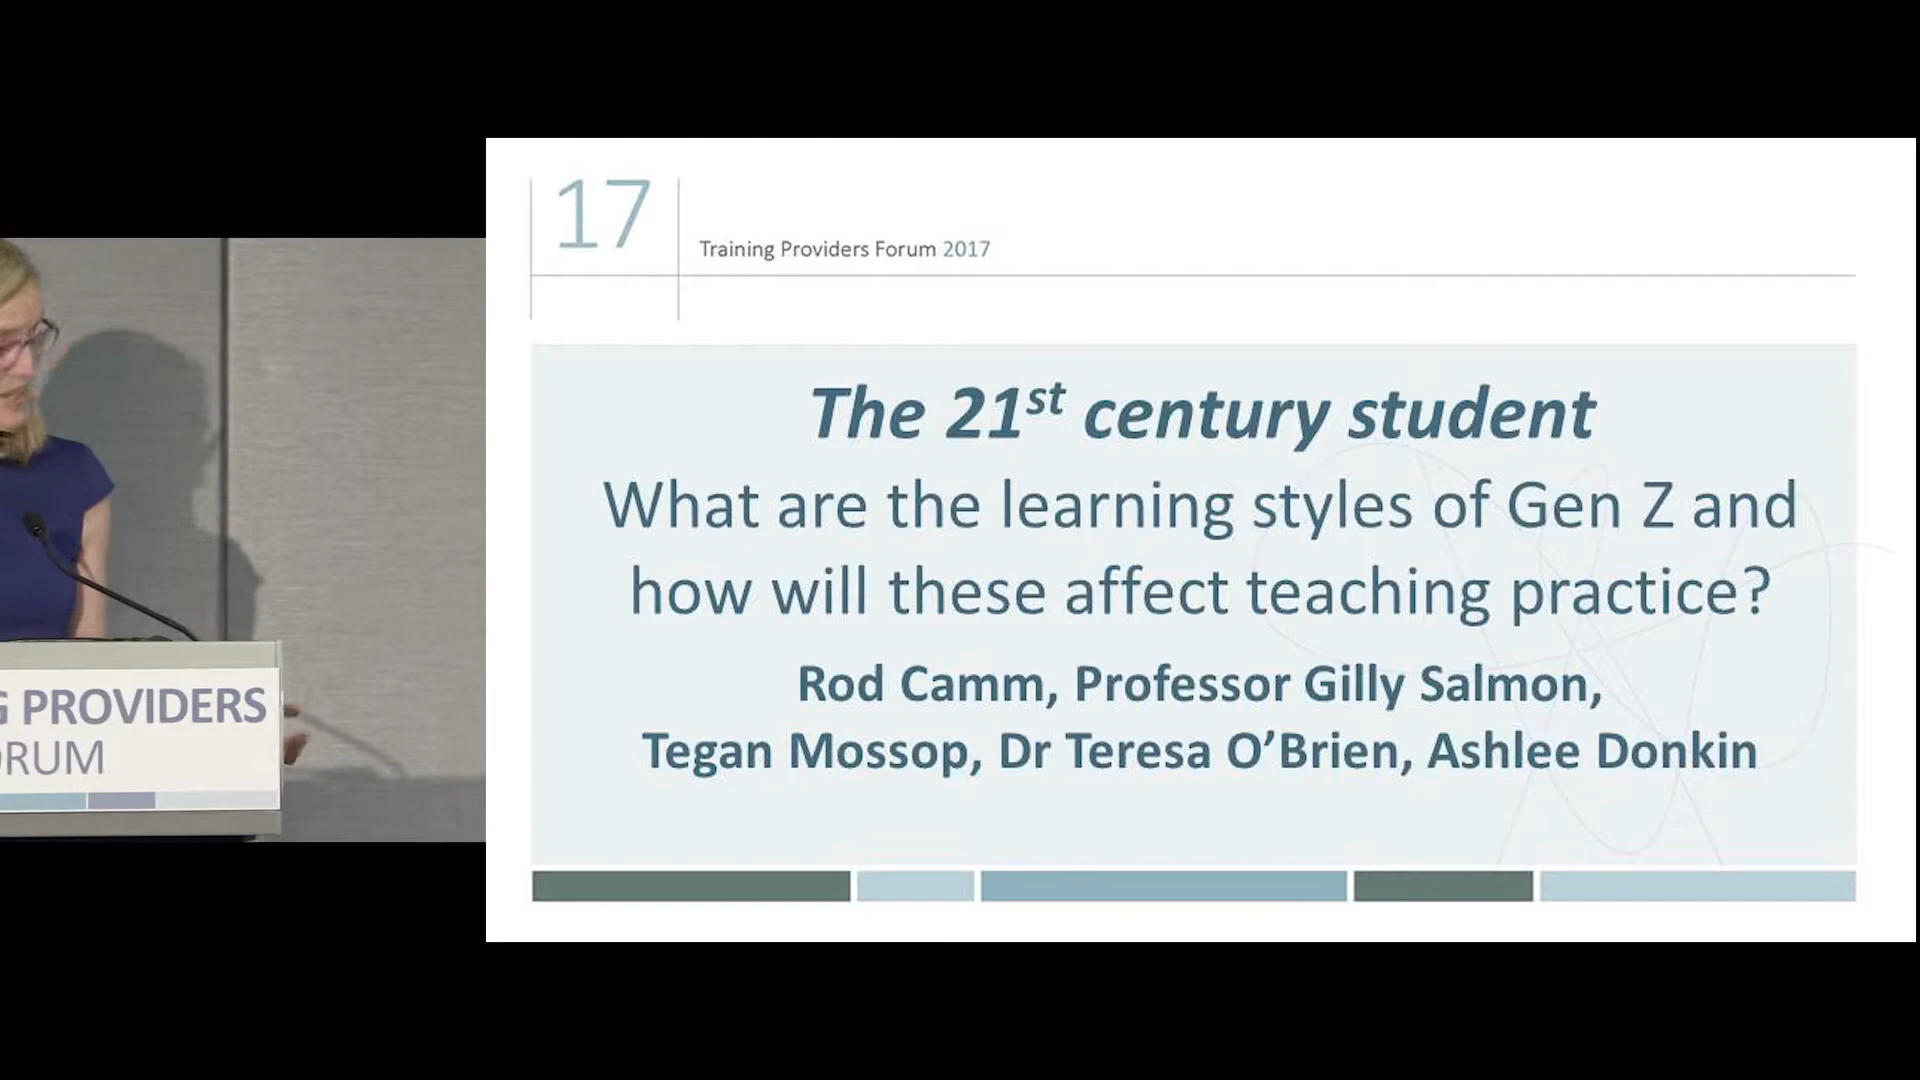 17
Training Providers Forum 2017
The 21st century student
What are the learning styles of Gen Z and
how will these affect teaching practice?
Rod Camm, Professor Gilly Salmon,
Tegan Mossop, Dr Teresa O’Brien, Ashlee Donkin
G PROVIDERS
ORUM